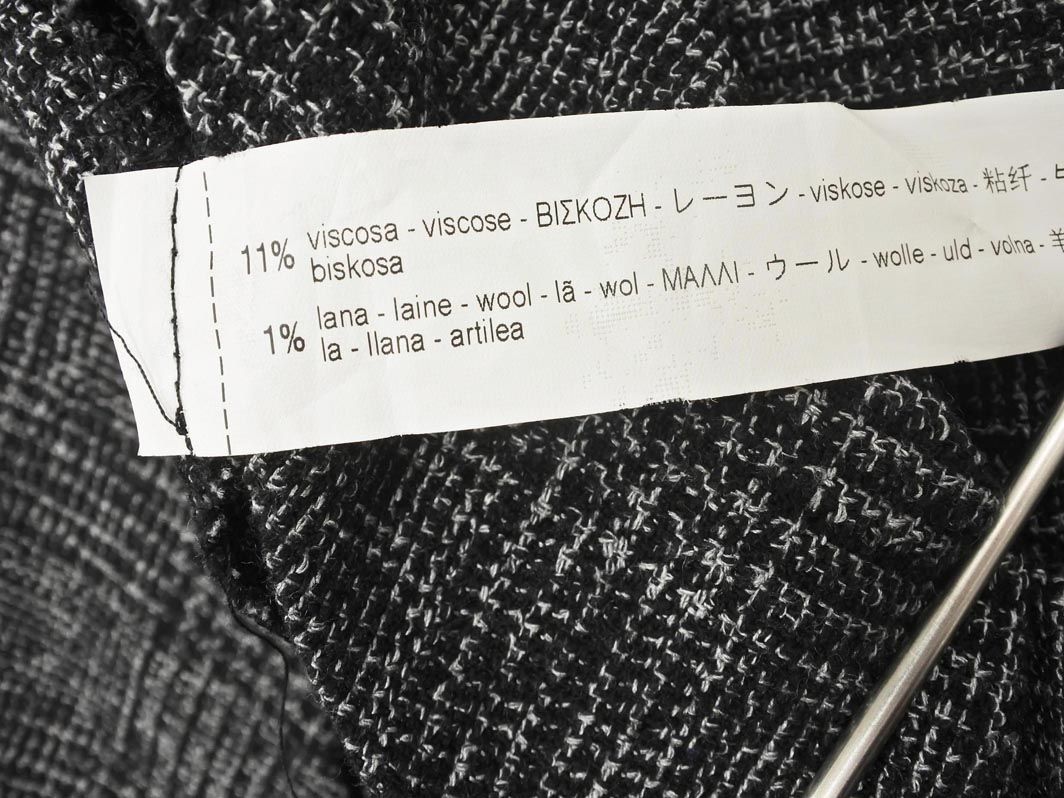 11% viscosa - viscose - ΒΙΣΚΟΖΗ - レーヨン - viskose - viskoza - 粘纤 -
biskosa
1% lana - laine - wool - lã - wol - ΜΑΛΛΙ - ウール - wolle - uld - volna -
la - llana - artilea